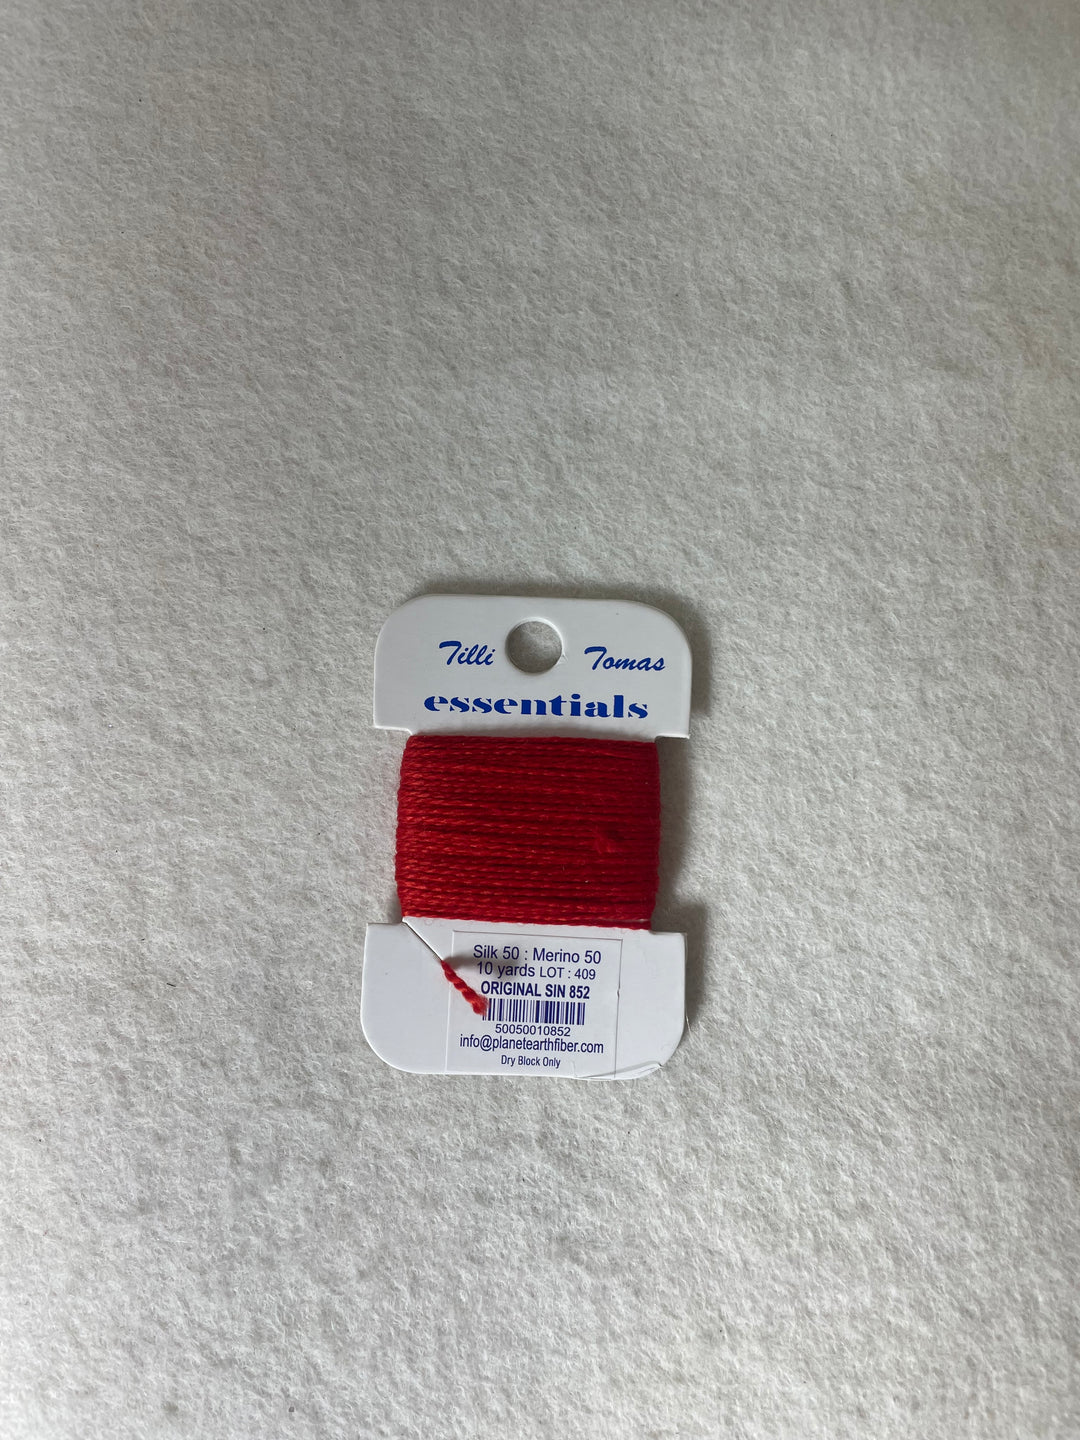 Tilli Tomas
essentials
Silk 50 : Merino 50
10 yards LOT : 409
ORIGINAL SIN 852
50050010852
info@planetearthfiber.com
Dry Block Only